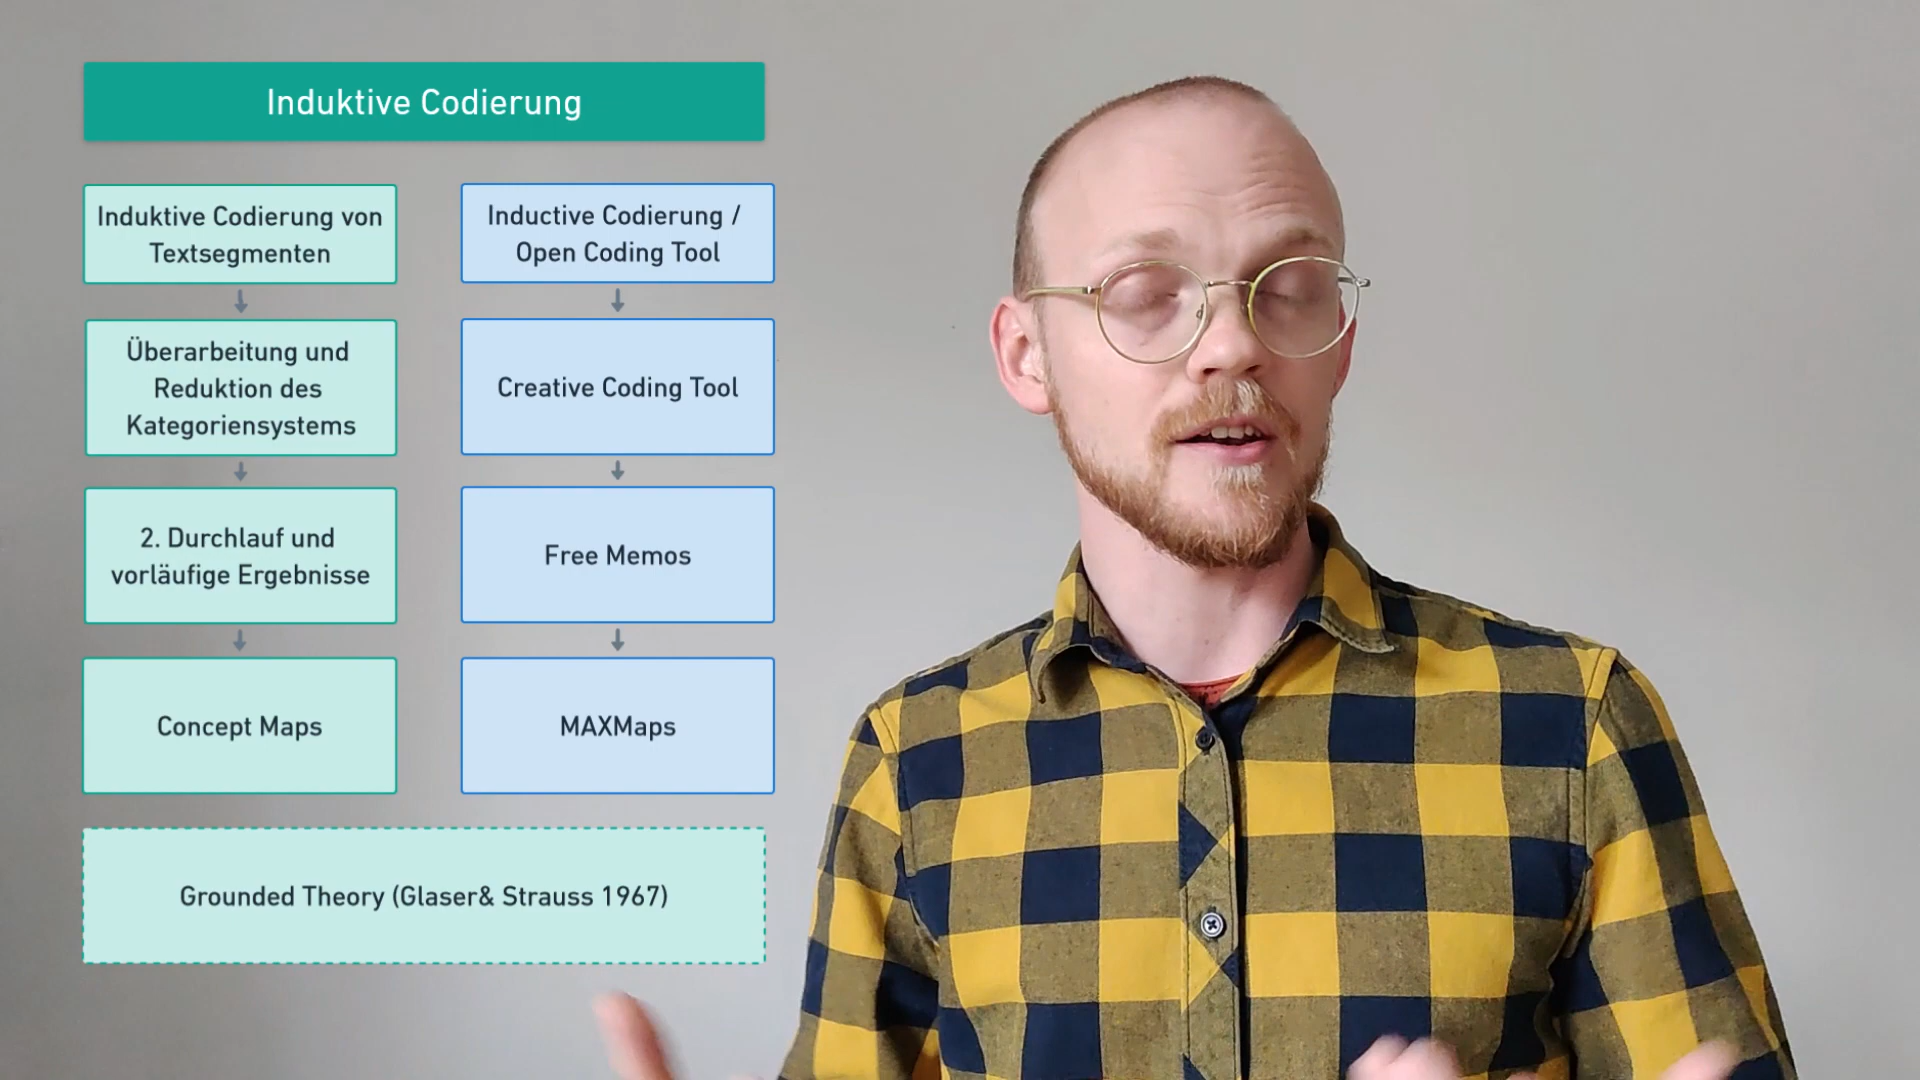 Induktive Codierung
Induktive Codierung von
Textsegmenten
Überarbeitung und
Reduktion des
Kategoriensystems
2. Durchlauf und
vorläufige Ergebnisse
Concept Maps
Inductive Codierung /
Open Coding Tool
Creative Coding Tool
Free Memos
MAXMaps
Grounded Theory (Glaser& Strauss 1967)